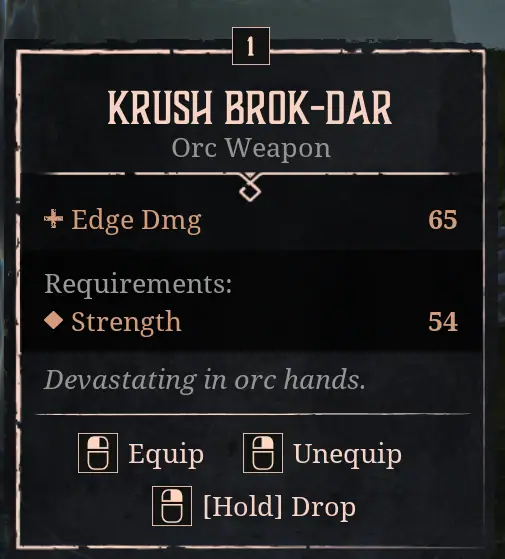 1
KRUSH BROK-DAR
Orc Weapon
Edge Dmg 65
Requirements:
Strength 54
Devastating in orc hands.
Equip Unequip
[Hold] Drop